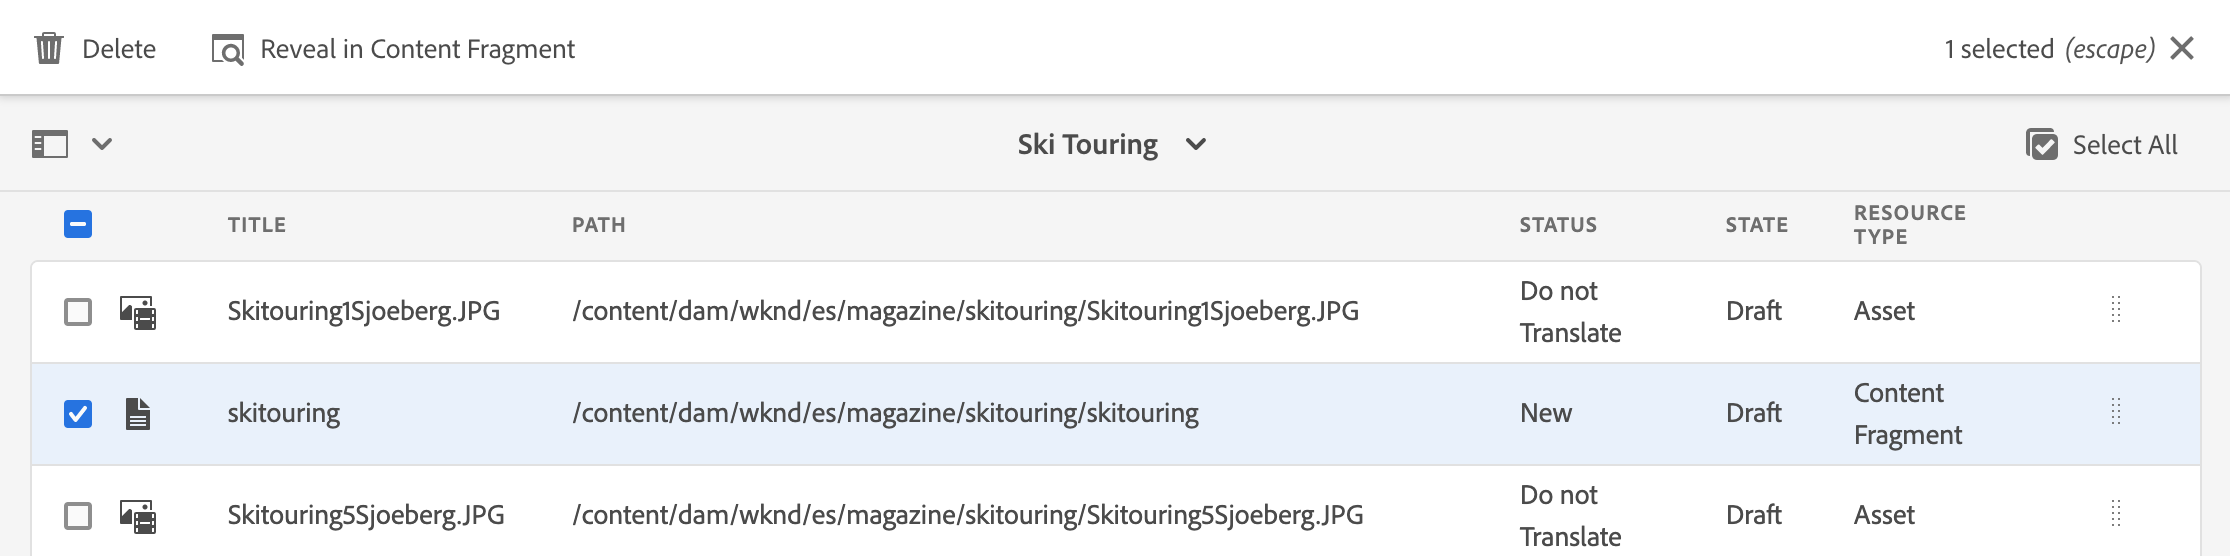 Delete Reveal in Content Fragment 1 selected (escape)
Ski Touring Select All
TITLE PATH STATUS STATE RESOURCE TYPE
Skitouring1Sjoeberg.JPG /content/dam/wknd/es/magazine/skitouring/Skitouring1Sjoeberg.JPG Do not Translate Draft Asset
skitouring /content/dam/wknd/es/magazine/skitouring/skitouring New Draft Content Fragment
Skitouring5Sjoeberg.JPG /content/dam/wknd/es/magazine/skitouring/Skitouring5Sjoeberg.JPG Do not Translate Draft Asset